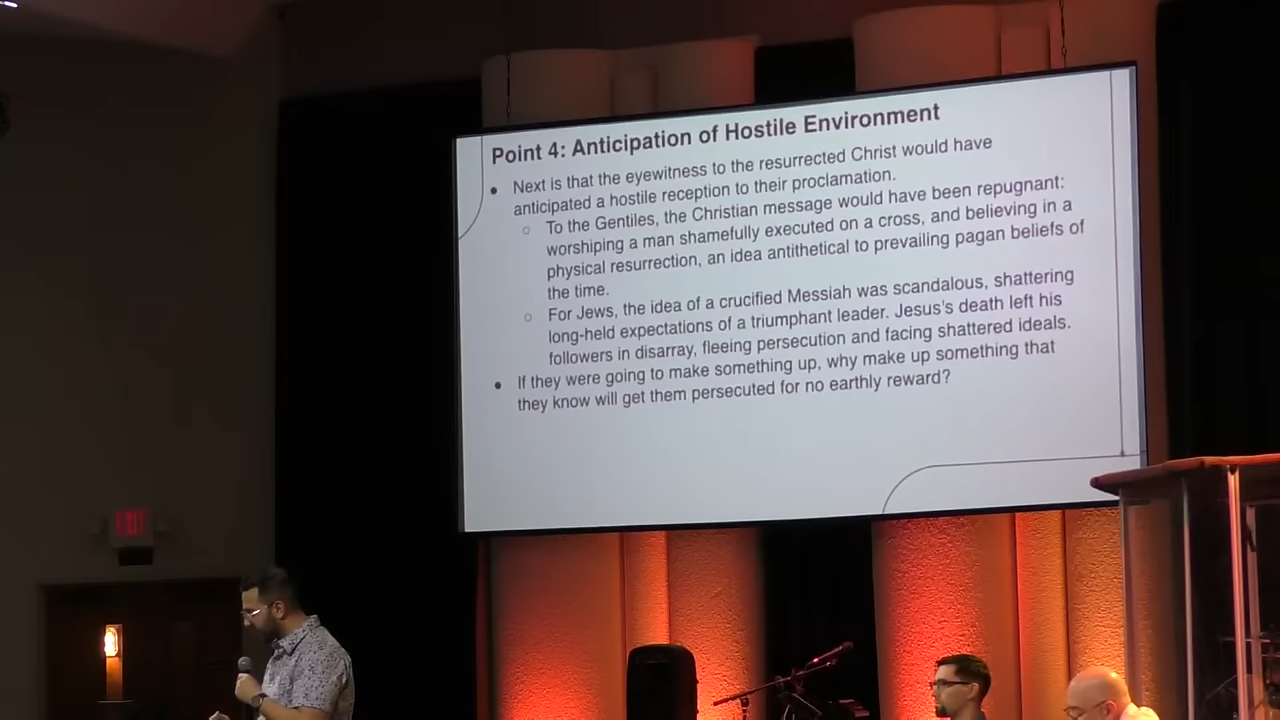 Point 4: Anticipation of Hostile Environment
● Next is that the eyewitness to the resurrected Christ would have
anticipated a hostile reception to their proclamation.
○ To the Gentiles, the Christian message would have been repugnant:
worshiping a man shamefully executed on a cross, and believing in a
physical resurrection, an idea antithetical to prevailing pagan beliefs of
the time.
○ For Jews, the idea of a crucified Messiah was scandalous, shattering
long-held expectations of a triumphant leader. Jesus's death left his
followers in disarray, fleeing persecution and facing shattered ideals.
● If they were going to make something up, why make up something that
they know will get them persecuted for no earthly reward?
EXIT